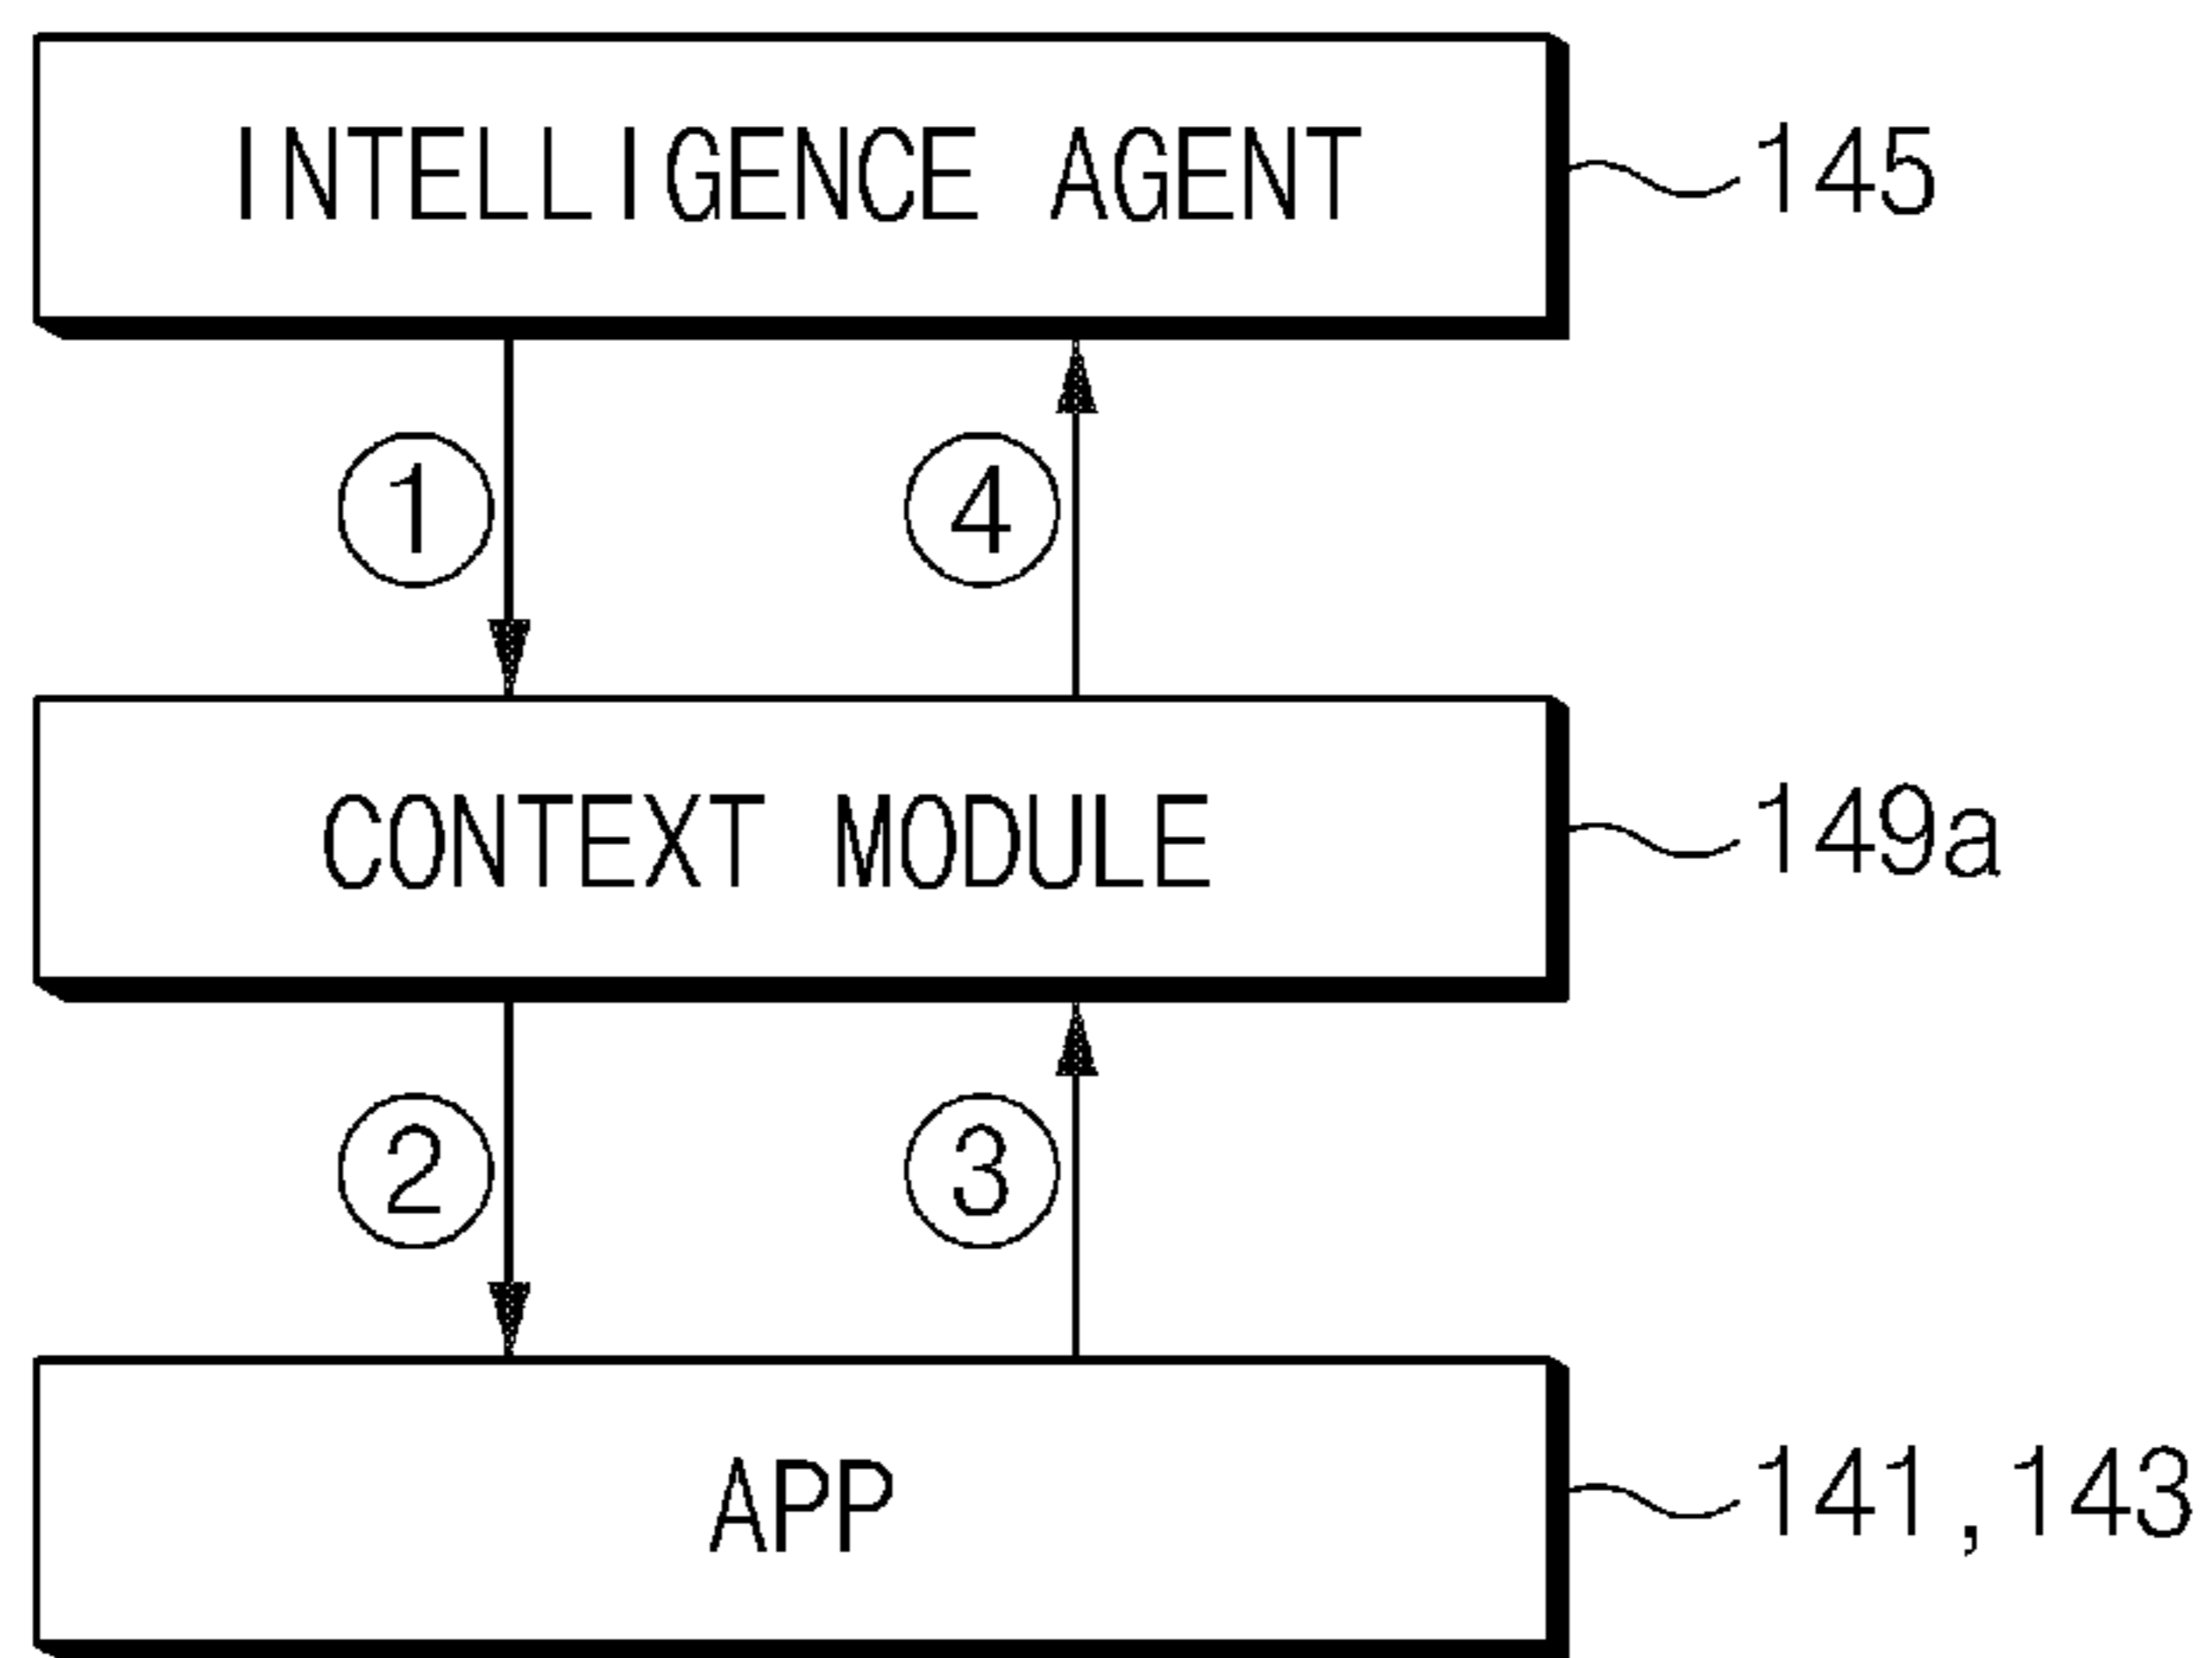 INTELLIGENCE AGENT 145
① ④
CONTEXT MODULE 149a
② ③
APP 141,143